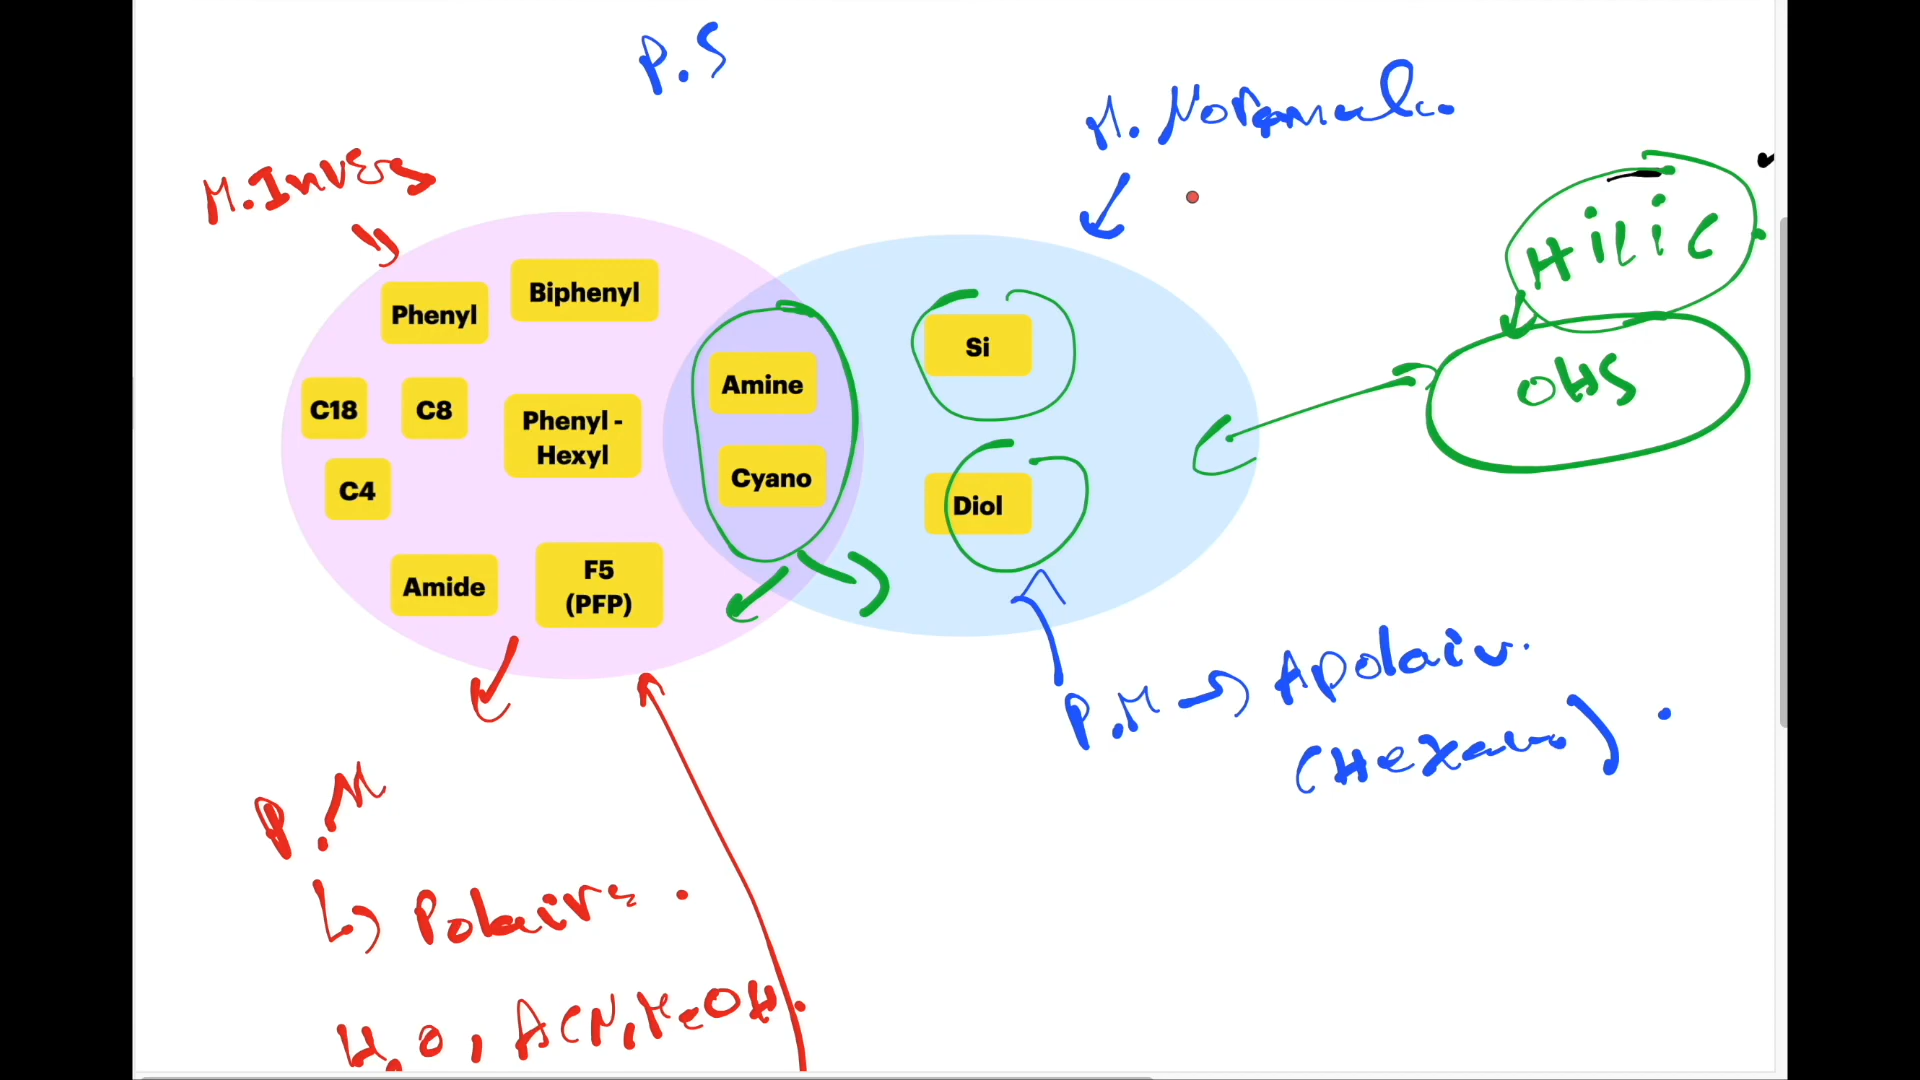 P.S
M. Normal.
M. Inverse
HILIC
Biphenyl
Phenyl
Si
Amine
OHS
C18
C8
Phenyl -
Hexyl
Cyano
C4
Diol
Amide
F5
(PFP)
P.M → Apolaire.
(Hexane).
P.M
↳ Polaire.
H2O, ACN, MeOH.